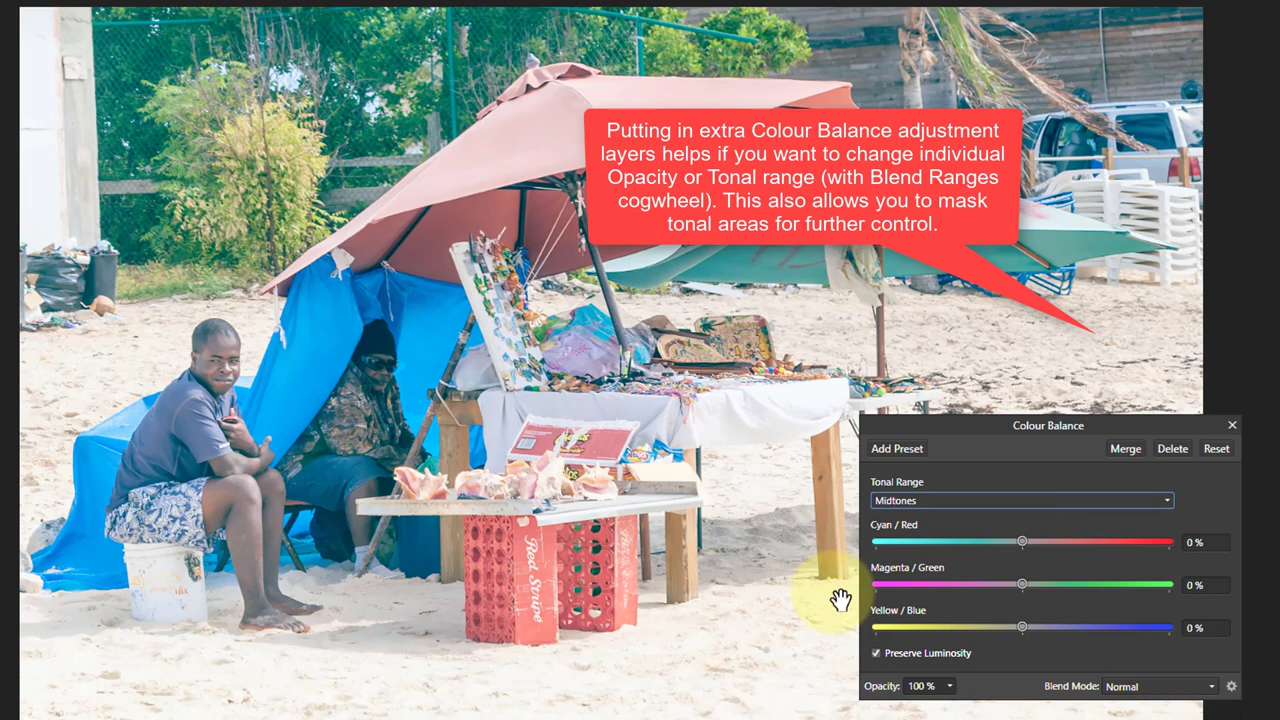 Putting in extra Colour Balance adjustment
layers helps if you want to change individual
Opacity or Tonal range (with Blend Ranges
cogwheel). This also allows you to mask
tonal areas for further control.
Colour Balance
Add Preset Merge Delete Reset
Tonal Range
Midtones
Cyan / Red
0 %
Magenta / Green
0 %
Yellow / Blue
0 %
Preserve Luminosity
Opacity: 100 % Blend Mode: Normal
Red Stripe